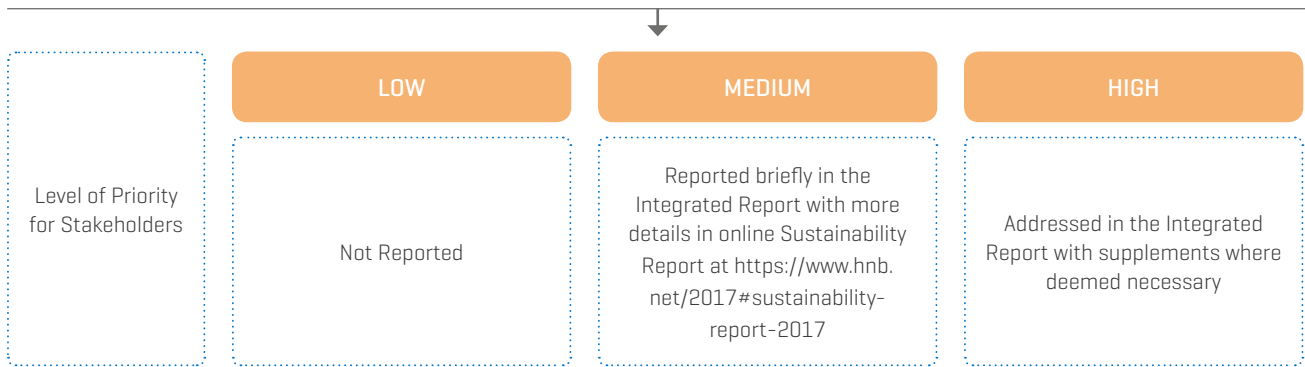 LOW
MEDIUM
HIGH
Level of Priority
for Stakeholders
Not Reported
Reported briefly in the
Integrated Report with more
details in online Sustainability
Report at https://www.hnb.
net/2017#sustainability-
report-2017
Addressed in the Integrated
Report with supplements where
deemed necessary